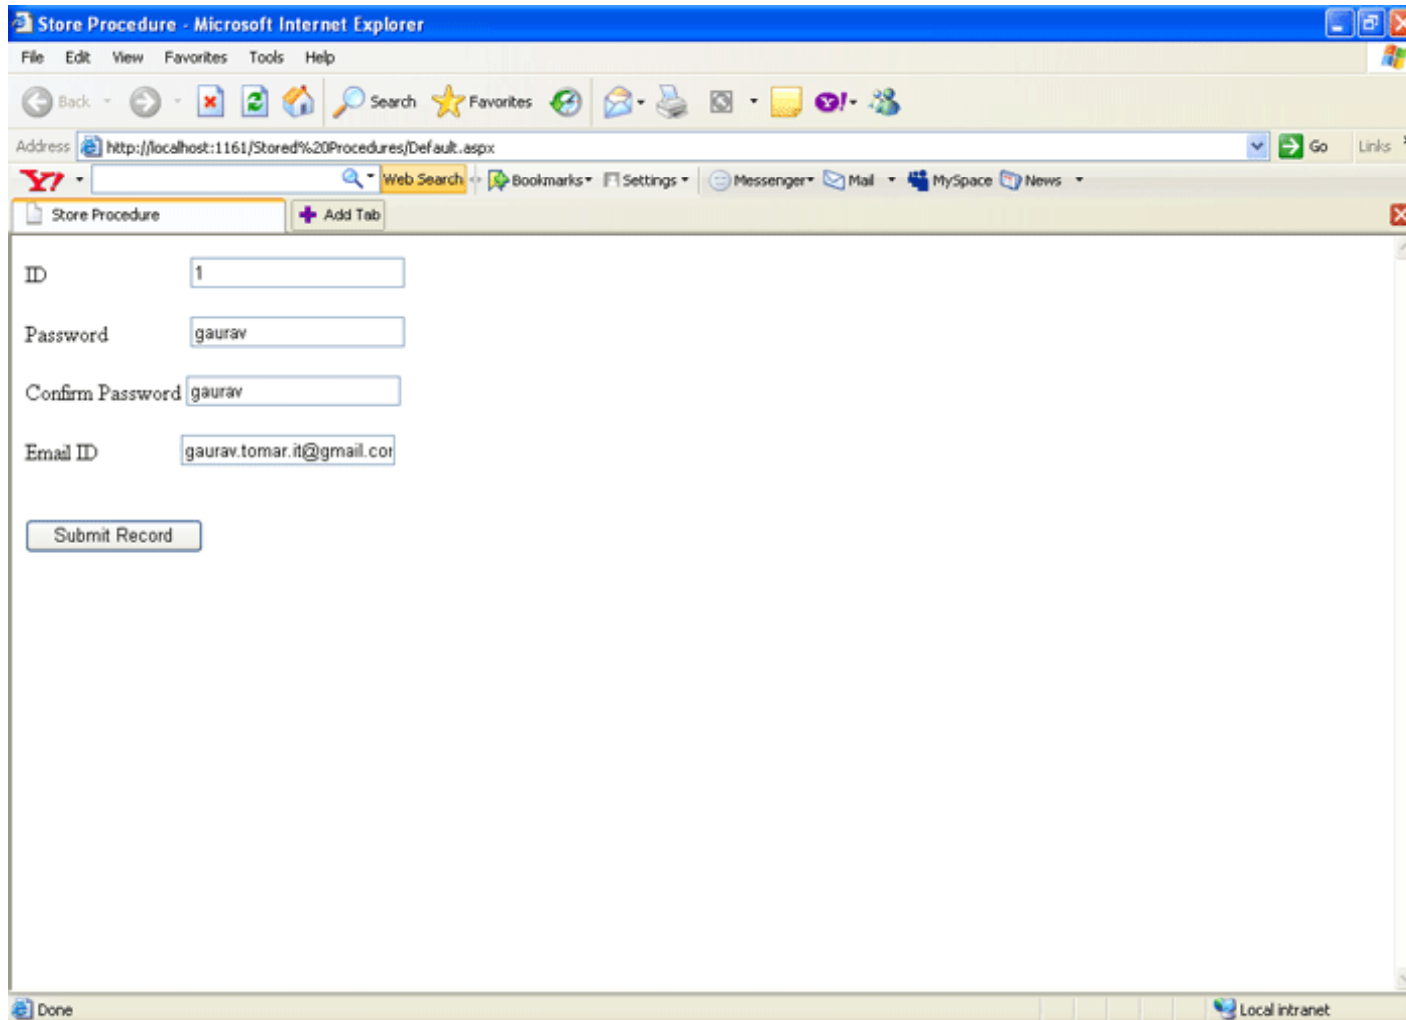 Store Procedure - Microsoft Internet Explorer
File Edit View Favorites Tools Help
Back Search Favorites Y!
Address http://localhost:1161/Stored%20Procedures/Default.aspx Go Links
Y! Web Search Bookmarks Settings Messenger Mail MySpace News
Store Procedure Add Tab
ID 1
Password gaurav
Confirm Password gaurav
Email ID gaurav.tomar.it@gmail.com
Submit Record
Done Local intranet